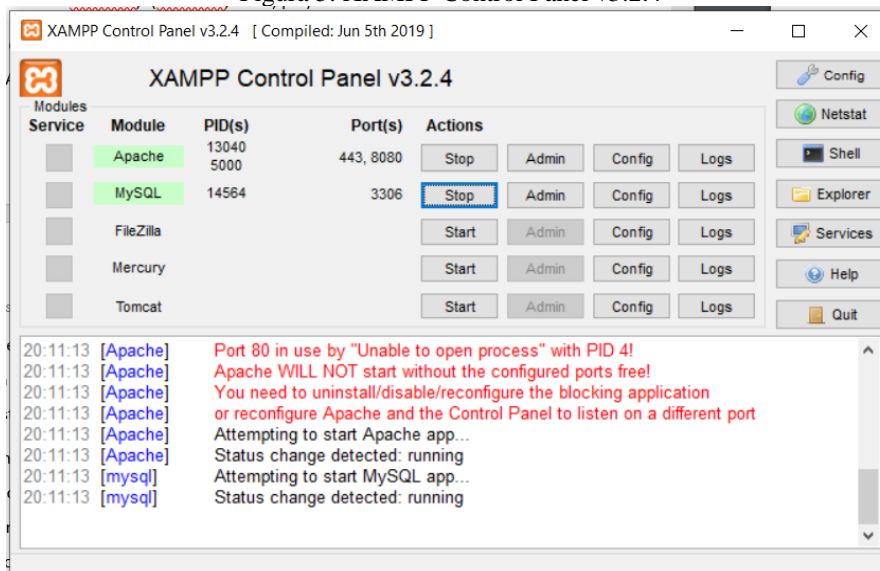 XAMPP Control Panel v3.2.4 [ Compiled: Jun 5th 2019 ]
XAMPP Control Panel v3.2.4
Config
Modules
Service Module PID(s) Port(s) Actions
Netstat
Apache 13040 5000 443, 8080 Stop Admin Config Logs
Shell
MySQL 14564 3306 Stop Admin Config Logs
Explorer
FileZilla Start Admin Config Logs
Services
Mercury Start Admin Config Logs
Help
Tomcat Start Admin Config Logs
Quit
20:11:13 [Apache] Port 80 in use by "Unable to open process" with PID 4!
20:11:13 [Apache] Apache WILL NOT start without the configured ports free!
20:11:13 [Apache] You need to uninstall/disable/reconfigure the blocking application
20:11:13 [Apache] or reconfigure Apache and the Control Panel to listen on a different port
20:11:13 [Apache] Attempting to start Apache app...
20:11:13 [Apache] Status change detected: running
20:11:13 [mysql] Attempting to start MySQL app...
20:11:13 [mysql] Status change detected: running